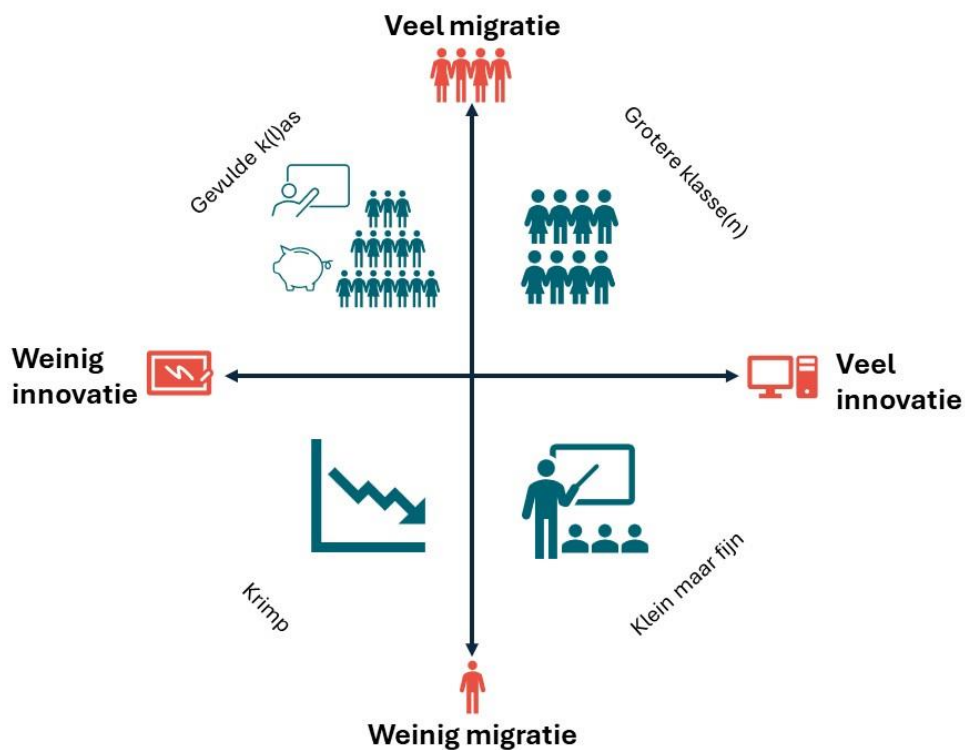 Veel migratie
Gevulde k(l)as
Grotere klasse(n)
Weinig
innovatie
Veel
innovatie
Krimp
Klein maar fijn
Weinig migratie